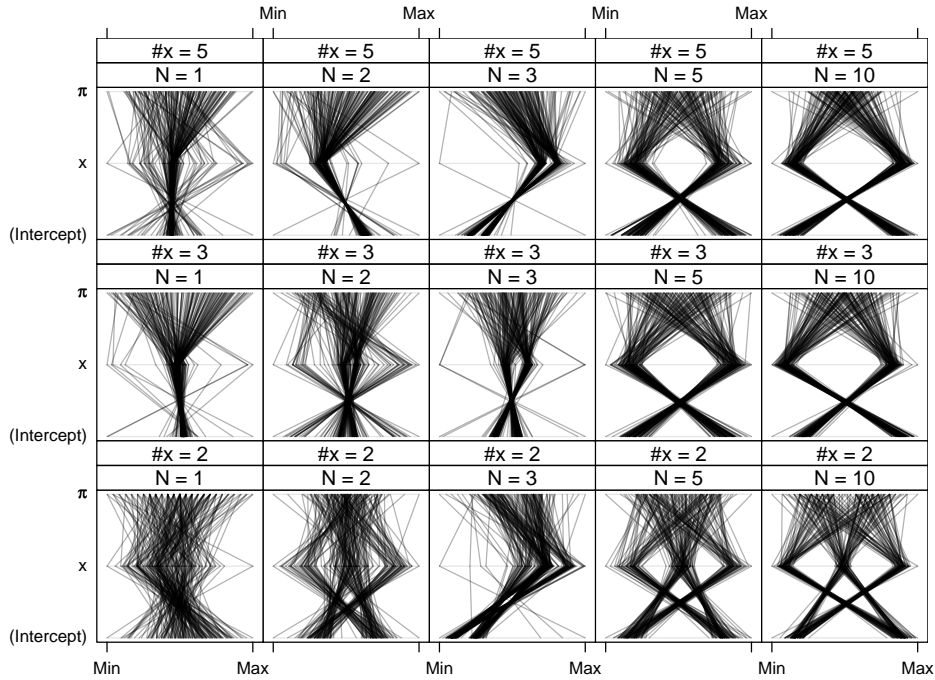 Min Max Min Max
#x = 5 #x = 5 #x = 5 #x = 5 #x = 5
N = 1 N = 2 N = 3 N = 5 N = 10
π
x
(Intercept)
#x = 3 #x = 3 #x = 3 #x = 3 #x = 3
N = 1 N = 2 N = 3 N = 5 N = 10
π
x
(Intercept)
#x = 2 #x = 2 #x = 2 #x = 2 #x = 2
N = 1 N = 2 N = 3 N = 5 N = 10
π
x
(Intercept)
Min Max Min Max Min Max